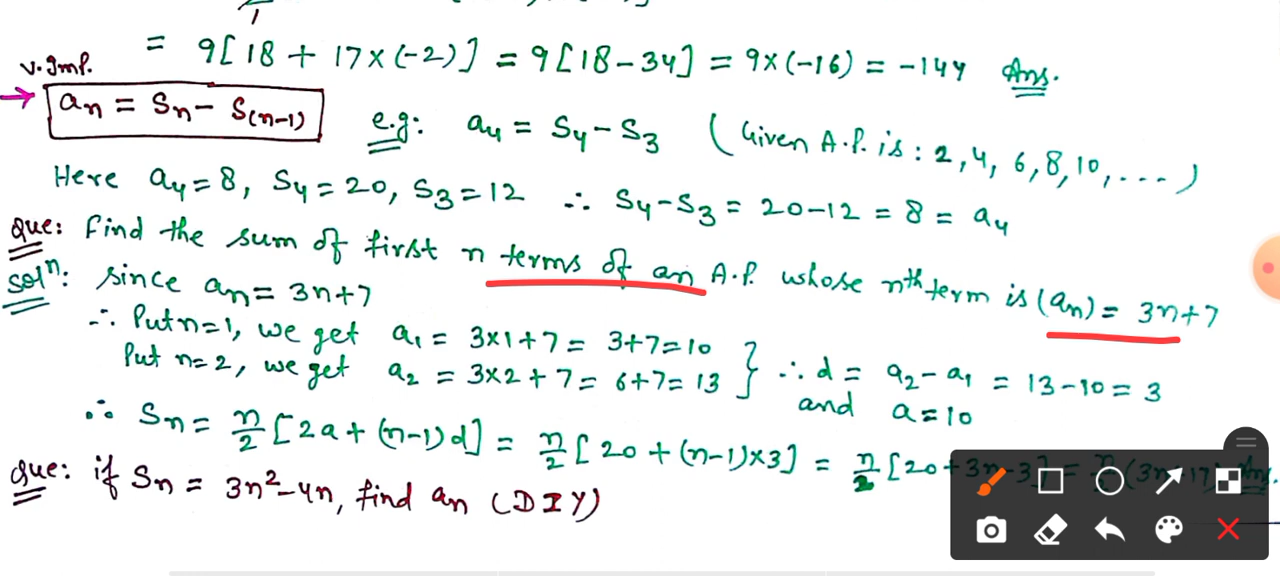 = 9[18 + 17×(-2)] = 9[18-34] = 9×(-16) = -144 Ans.
v.Imp.
→ an = Sn - S(n-1) e.g: a4 = S4 - S3 (Given A.P. is : 2, 4, 6, 8, 10, ....)
Here a4 = 8, S4 = 20, S3 = 12 ∴ S4-S3 = 20-12 = 8 = a4
Que: Find the sum of first n terms of an A.P. whose nth term is (an) = 3n+7
Solⁿ: Since an = 3n+7
∴ Put n=1, we get a1 = 3×1+7 = 3+7=10
Put n=2, we get a2 = 3×2+7 = 6+7=13 } ∴ d = a2-a1 = 13-10 = 3
and a=10
∴ Sn = n/2 [2a + (n-1)d] = n/2 [20 + (n-1)×3] = n/2 [20+3n-3] = (3n+17) Ans.
Que: if Sn = 3n²-4n, find an (DIY)